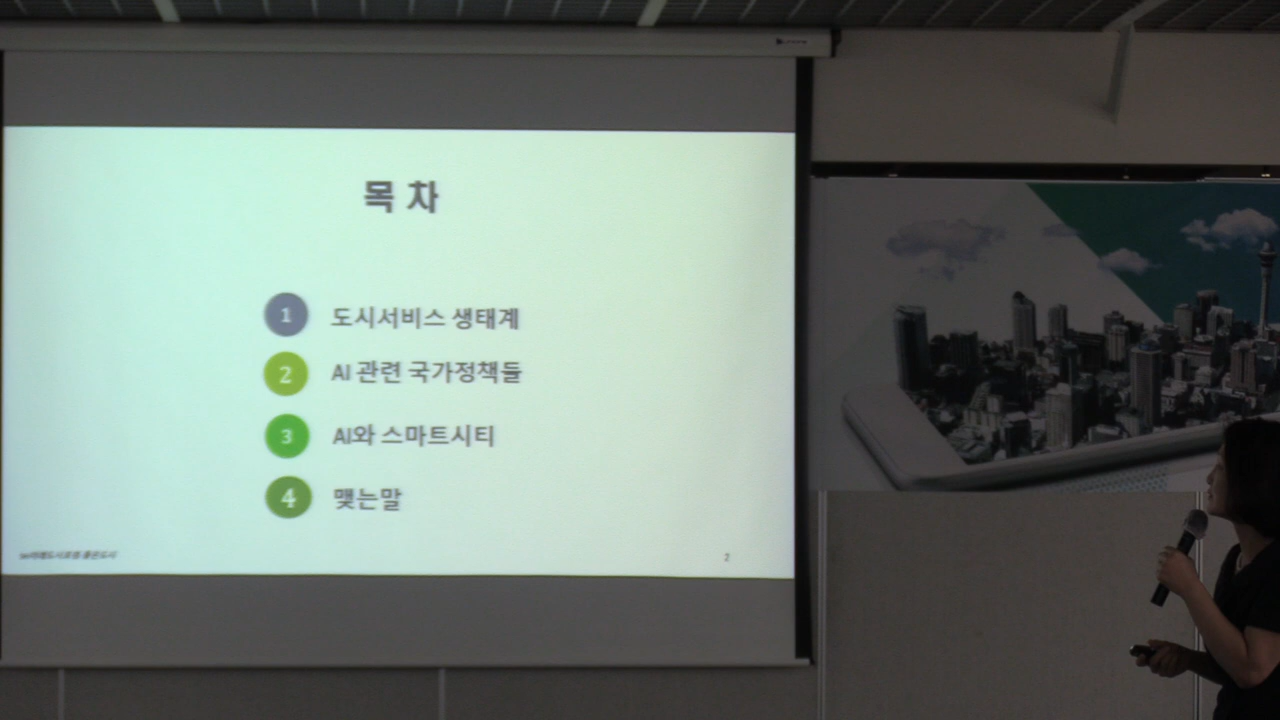 목 차
1 도시서비스 생태계
2 AI 관련 국가정책들
3 AI와 스마트시티
4 맺는말
2